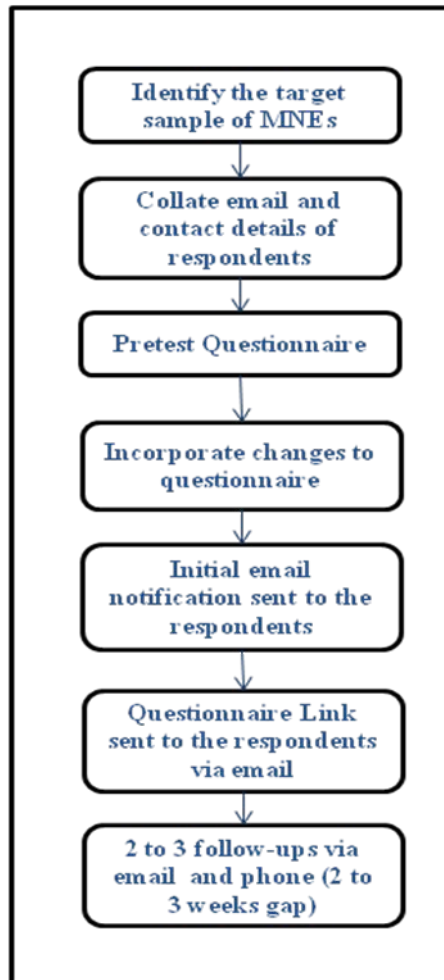 Identify the target
sample of MNEs
Collate email and
contact details of
respondents
Pretest Questionnaire
Incorporate changes to
questionnaire
Initial email
notification sent to the
respondents
Questionnaire Link
sent to the respondents
via email
2 to 3 follow-ups via
email and phone (2 to
3 weeks gap)